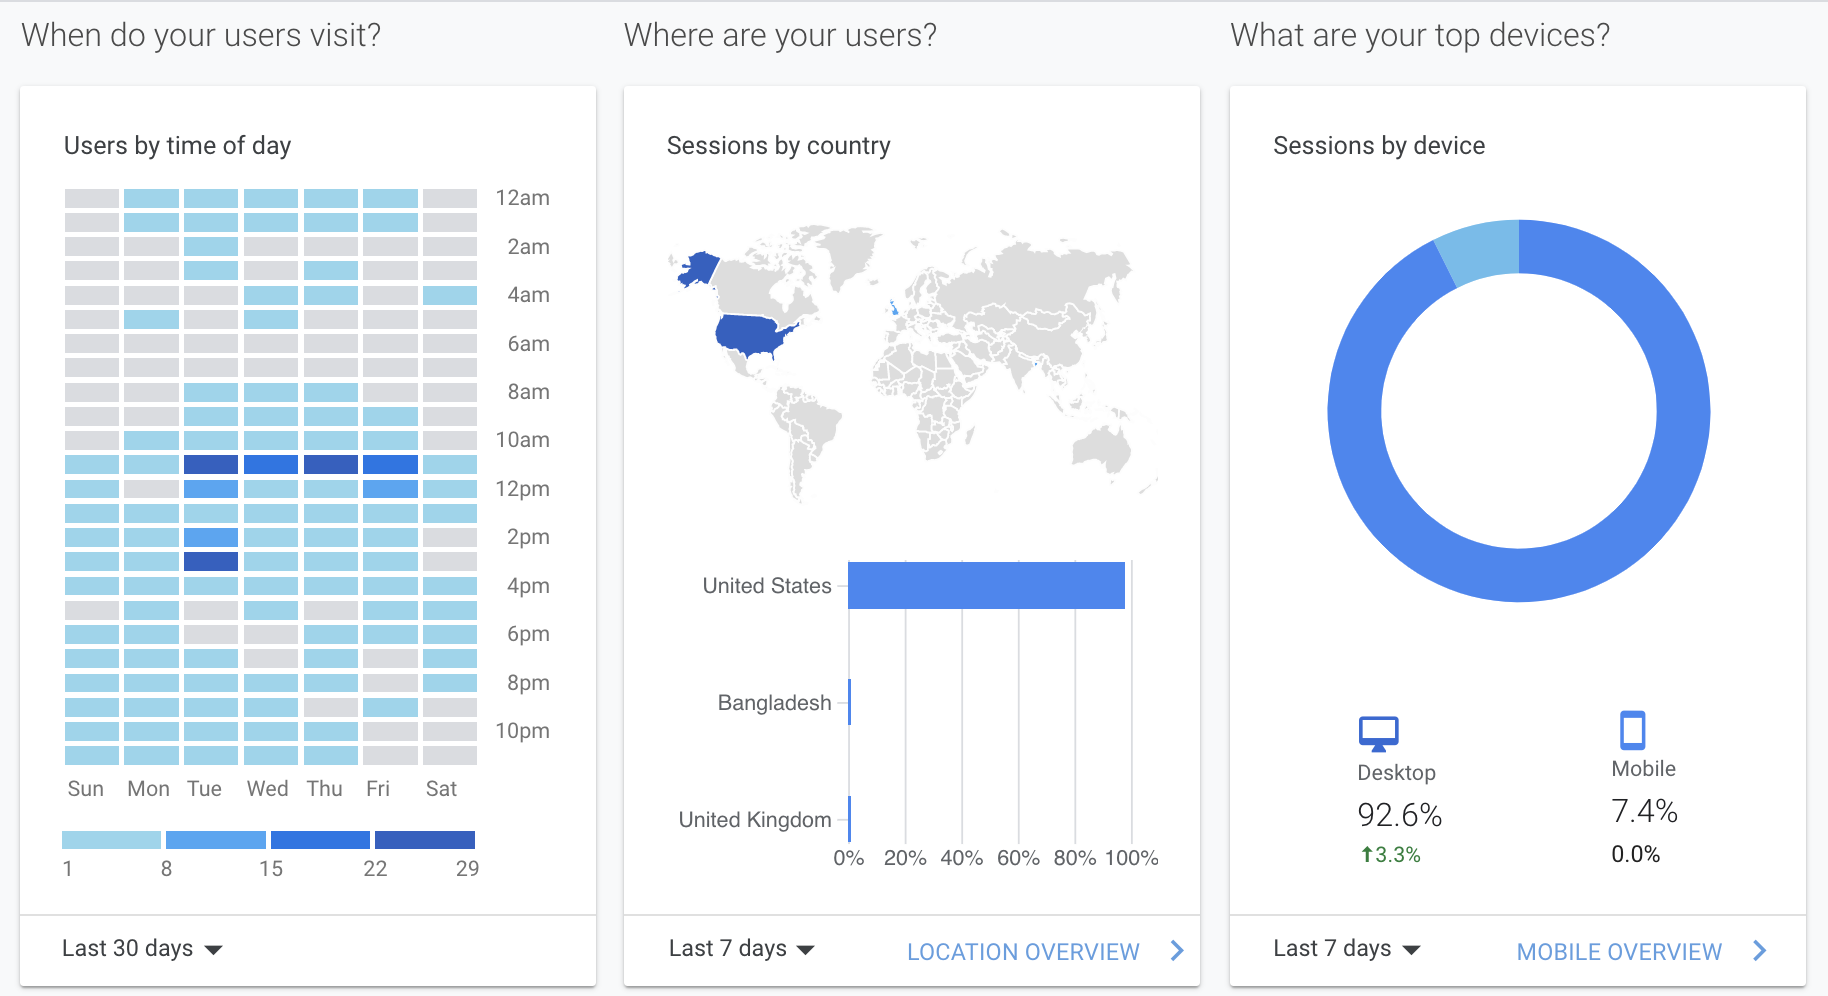 When do your users visit?
Users by time of day
12am
2am
4am
6am
8am
10am
12pm
2pm
4pm
6pm
8pm
10pm
Sun Mon Tue Wed Thu Fri Sat
1 8 15 22 29
Last 30 days
Where are your users?
Sessions by country
United States
Bangladesh
United Kingdom
0% 20% 40% 60% 80% 100%
Last 7 days LOCATION OVERVIEW
What are your top devices?
Sessions by device
Desktop
92.6%
3.3%
Mobile
7.4%
0.0%
Last 7 days MOBILE OVERVIEW